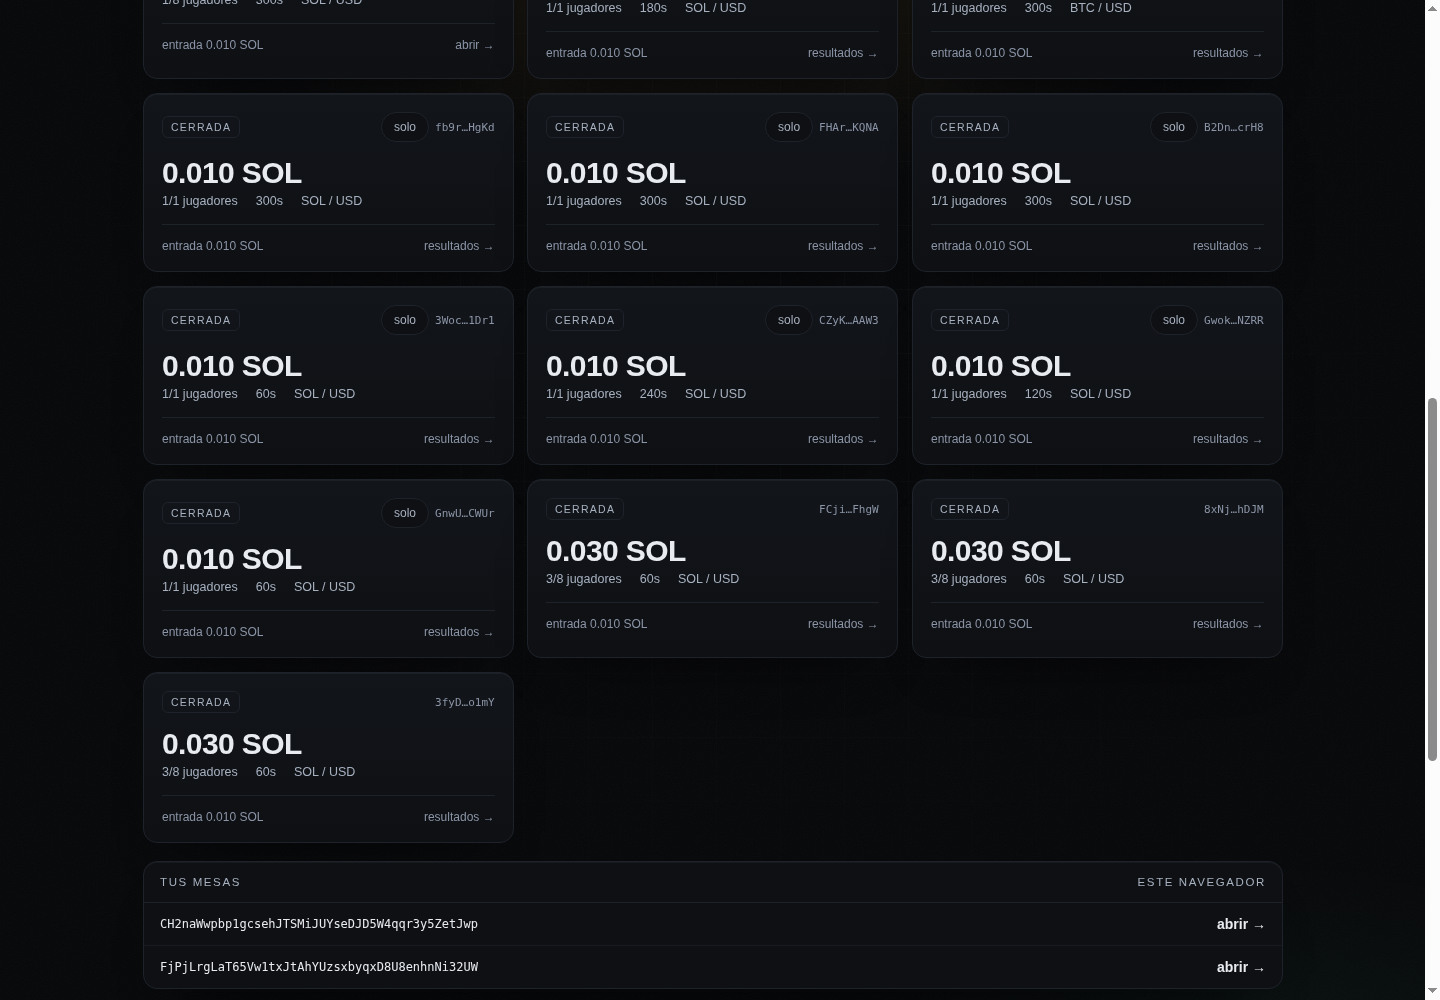 1/8 jugadores 300s SOL / USD
entrada 0.010 SOL abrir →
1/1 jugadores 180s SOL / USD
entrada 0.010 SOL resultados →
1/1 jugadores 300s BTC / USD
entrada 0.010 SOL resultados →
CERRADA solo fb9r…HgKd
0.010 SOL
1/1 jugadores 300s SOL / USD
entrada 0.010 SOL resultados →
CERRADA solo FHAr…KQNA
0.010 SOL
1/1 jugadores 300s SOL / USD
entrada 0.010 SOL resultados →
CERRADA solo B2Dn…crH8
0.010 SOL
1/1 jugadores 300s SOL / USD
entrada 0.010 SOL resultados →
CERRADA solo 3Woc…1Dr1
0.010 SOL
1/1 jugadores 60s SOL / USD
entrada 0.010 SOL resultados →
CERRADA solo CZyK…AAW3
0.010 SOL
1/1 jugadores 240s SOL / USD
entrada 0.010 SOL resultados →
CERRADA solo Gwok…NZRR
0.010 SOL
1/1 jugadores 120s SOL / USD
entrada 0.010 SOL resultados →
CERRADA solo GnwU…CWUr
0.010 SOL
1/1 jugadores 60s SOL / USD
entrada 0.010 SOL resultados →
CERRADA FCji…FhgW
0.030 SOL
3/8 jugadores 60s SOL / USD
entrada 0.010 SOL resultados →
CERRADA 8xNj…hDJM
0.030 SOL
3/8 jugadores 60s SOL / USD
entrada 0.010 SOL resultados →
CERRADA 3fyD…o1mY
0.030 SOL
3/8 jugadores 60s SOL / USD
entrada 0.010 SOL resultados →
TUS MESAS ESTE NAVEGADOR
CH2naWwpbp1gcsehJTSMiJUYseDJD5W4qqr3y5ZetJwp abrir →
FjPjLrgLaT65Vw1txJtAhYUzsxbyqxD8U8enhnNi32UW abrir →